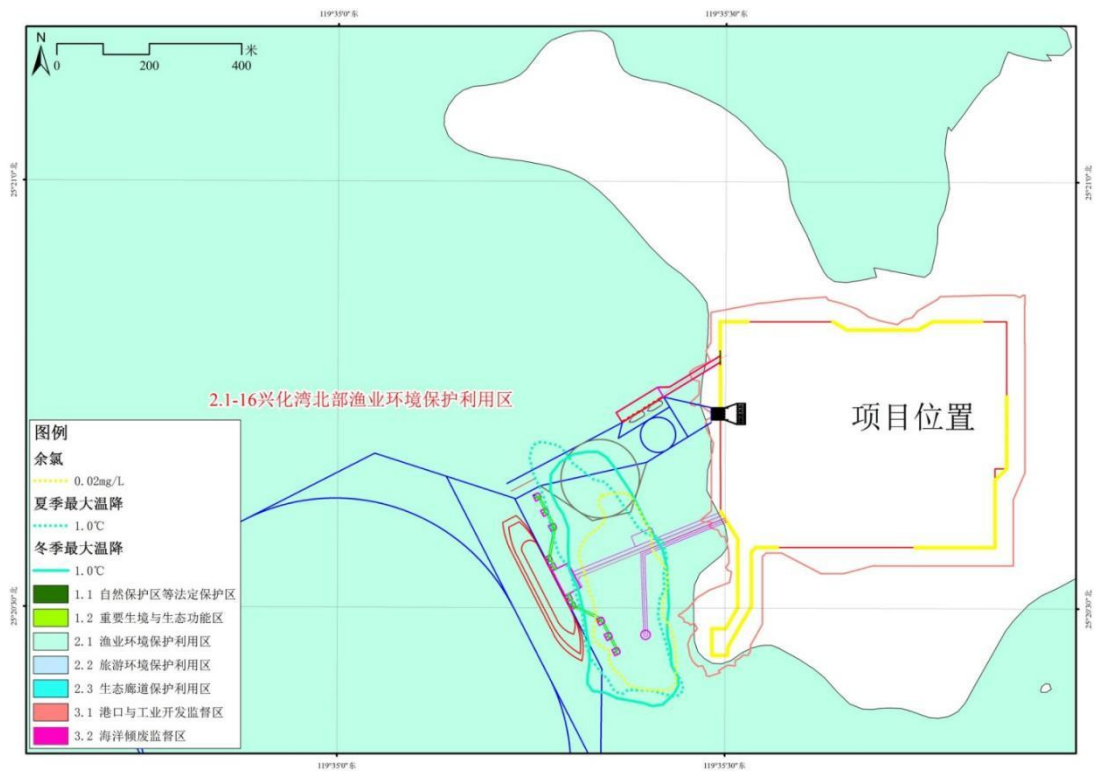 119°35′0″东
119°35′30″东
N
0
200
400
米
25°21′0″北
25°21′0″北
2.1-16兴化湾北部渔业环境保护利用区
项目位置
图例
余氯
0.02mg/L
夏季最大温降
1.0℃
冬季最大温降
1.0℃
1.1 自然保护区等法定保护区
1.2 重要生境与生态功能区
2.1 渔业环境保护利用区
2.2 旅游环境保护利用区
2.3 生态廊道保护利用区
3.1 港口与工业开发监督区
3.2 海洋倾废监督区
25°20′30″北
25°20′30″北
119°35′0″东
119°35′30″东